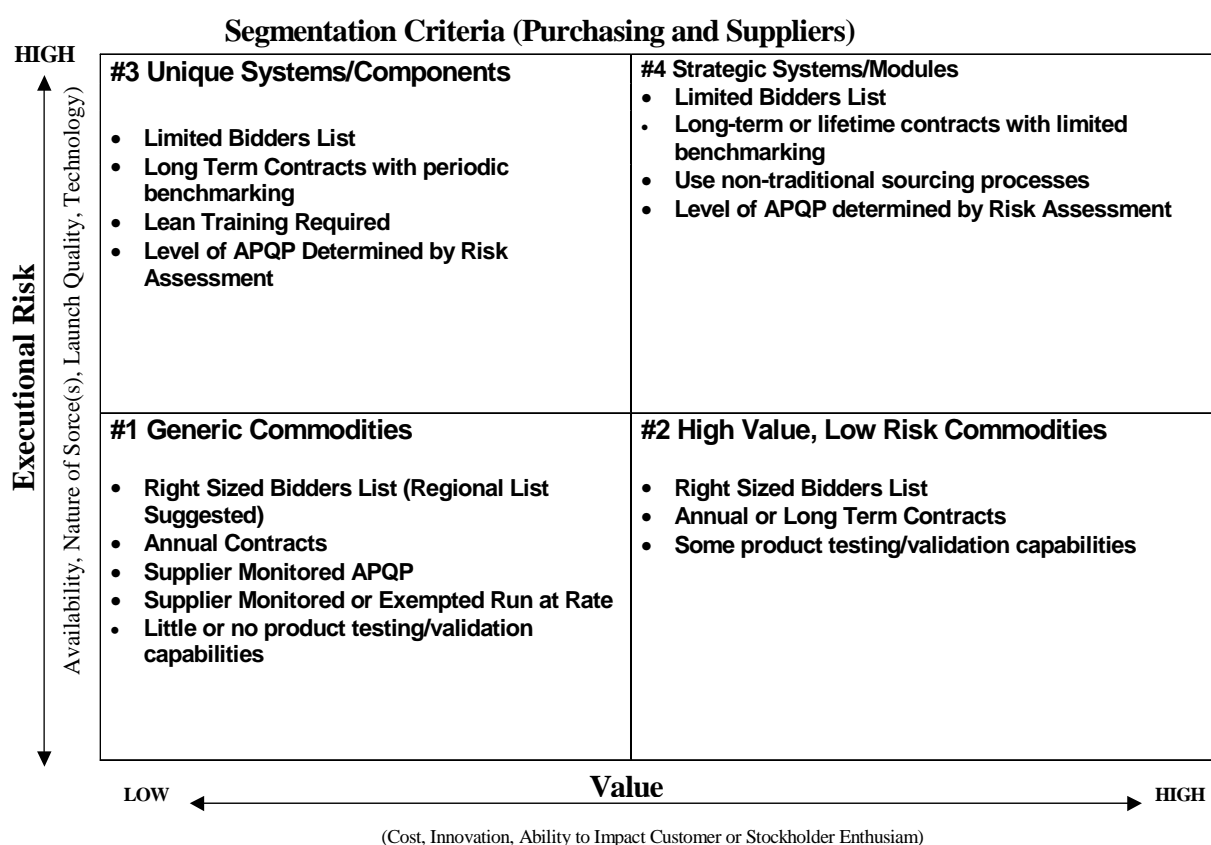 Segmentation Criteria (Purchasing and Suppliers)
HIGH
#3 Unique Systems/Components
• Limited Bidders List
• Long Term Contracts with periodic
benchmarking
• Lean Training Required
• Level of APQP Determined by Risk
Assessment
#4 Strategic Systems/Modules
• Limited Bidders List
• Long-term or lifetime contracts with limited
benchmarking
• Use non-traditional sourcing processes
• Level of APQP determined by Risk Assessment
Executional Risk
Availability, Nature of Sorce(s), Launch Quality, Technology)
#1 Generic Commodities
• Right Sized Bidders List (Regional List
Suggested)
• Annual Contracts
• Supplier Monitored APQP
• Supplier Monitored or Exempted Run at Rate
• Little or no product testing/validation
capabilities
#2 High Value, Low Risk Commodities
• Right Sized Bidders List
• Annual or Long Term Contracts
• Some product testing/validation capabilities
LOW
Value
HIGH
(Cost, Innovation, Ability to Impact Customer or Stockholder Enthusiam)